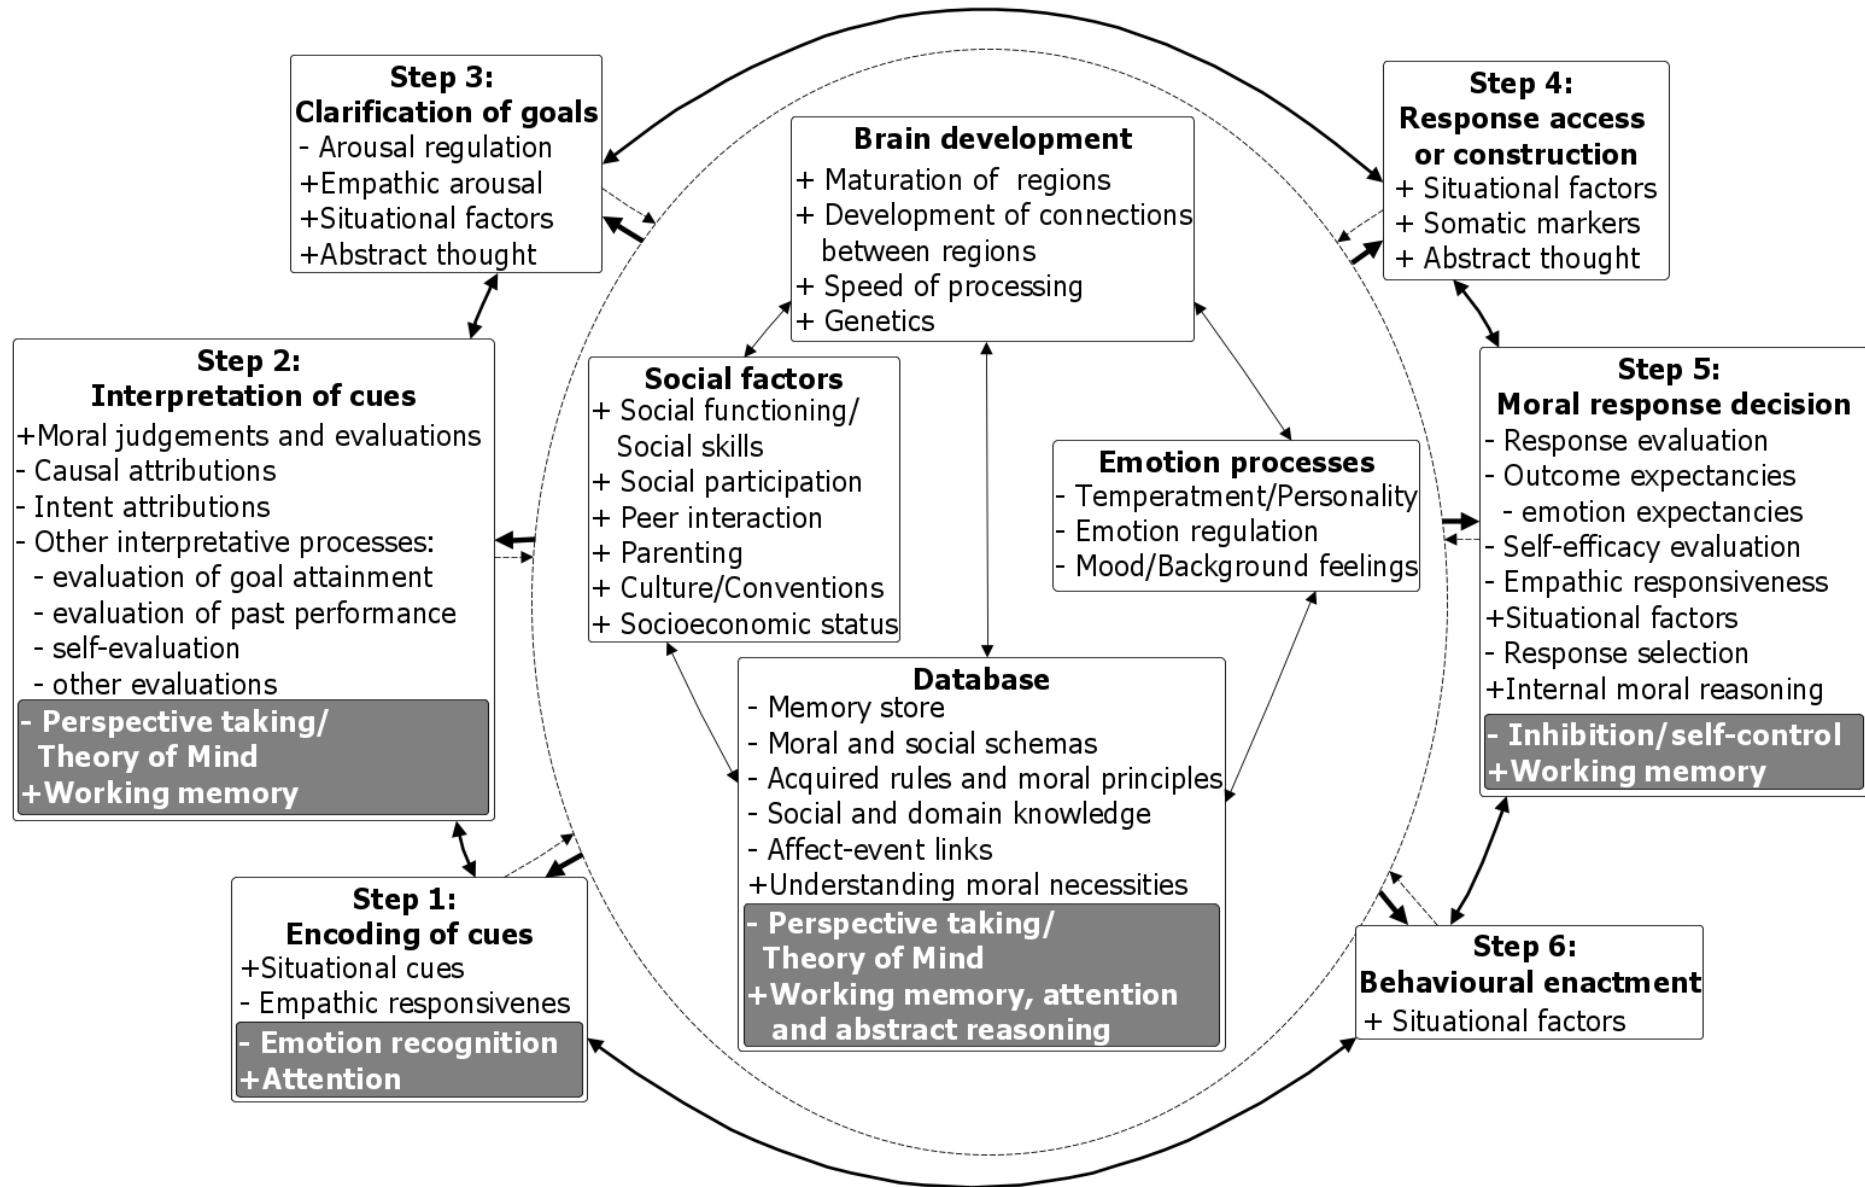 Step 3:
Clarification of goals
- Arousal regulation
+Empathic arousal
+Situational factors
+Abstract thought
Step 4:
Response access
or construction
+ Situational factors
+ Somatic markers
+ Abstract thought
Brain development
+ Maturation of regions
+ Development of connections
between regions
+ Speed of processing
+ Genetics
Step 2:
Interpretation of cues
+Moral judgements and evaluations
- Causal attributions
- Intent attributions
- Other interpretative processes:
- evaluation of goal attainment
- evaluation of past performance
- self-evaluation
- other evaluations
- Perspective taking/
Theory of Mind
+Working memory
Social factors
+ Social functioning/
Social skills
+ Social participation
+ Peer interaction
+ Parenting
+ Culture/Conventions
+ Socioeconomic status
Emotion processes
- Temperatment/Personality
- Emotion regulation
- Mood/Background feelings
Step 5:
Moral response decision
- Response evaluation
- Outcome expectancies
- emotion expectancies
- Self-efficacy evaluation
- Empathic responsiveness
+Situational factors
- Response selection
+Internal moral reasoning
- Inhibition/self-control
+Working memory
Database
- Memory store
- Moral and social schemas
- Acquired rules and moral principles
- Social and domain knowledge
- Affect-event links
+Understanding moral necessities
- Perspective taking/
Theory of Mind
+Working memory, attention
and abstract reasoning
Step 1:
Encoding of cues
+Situational cues
- Empathic responsivenes
- Emotion recognition
+Attention
Step 6:
Behavioural enactment
+ Situational factors